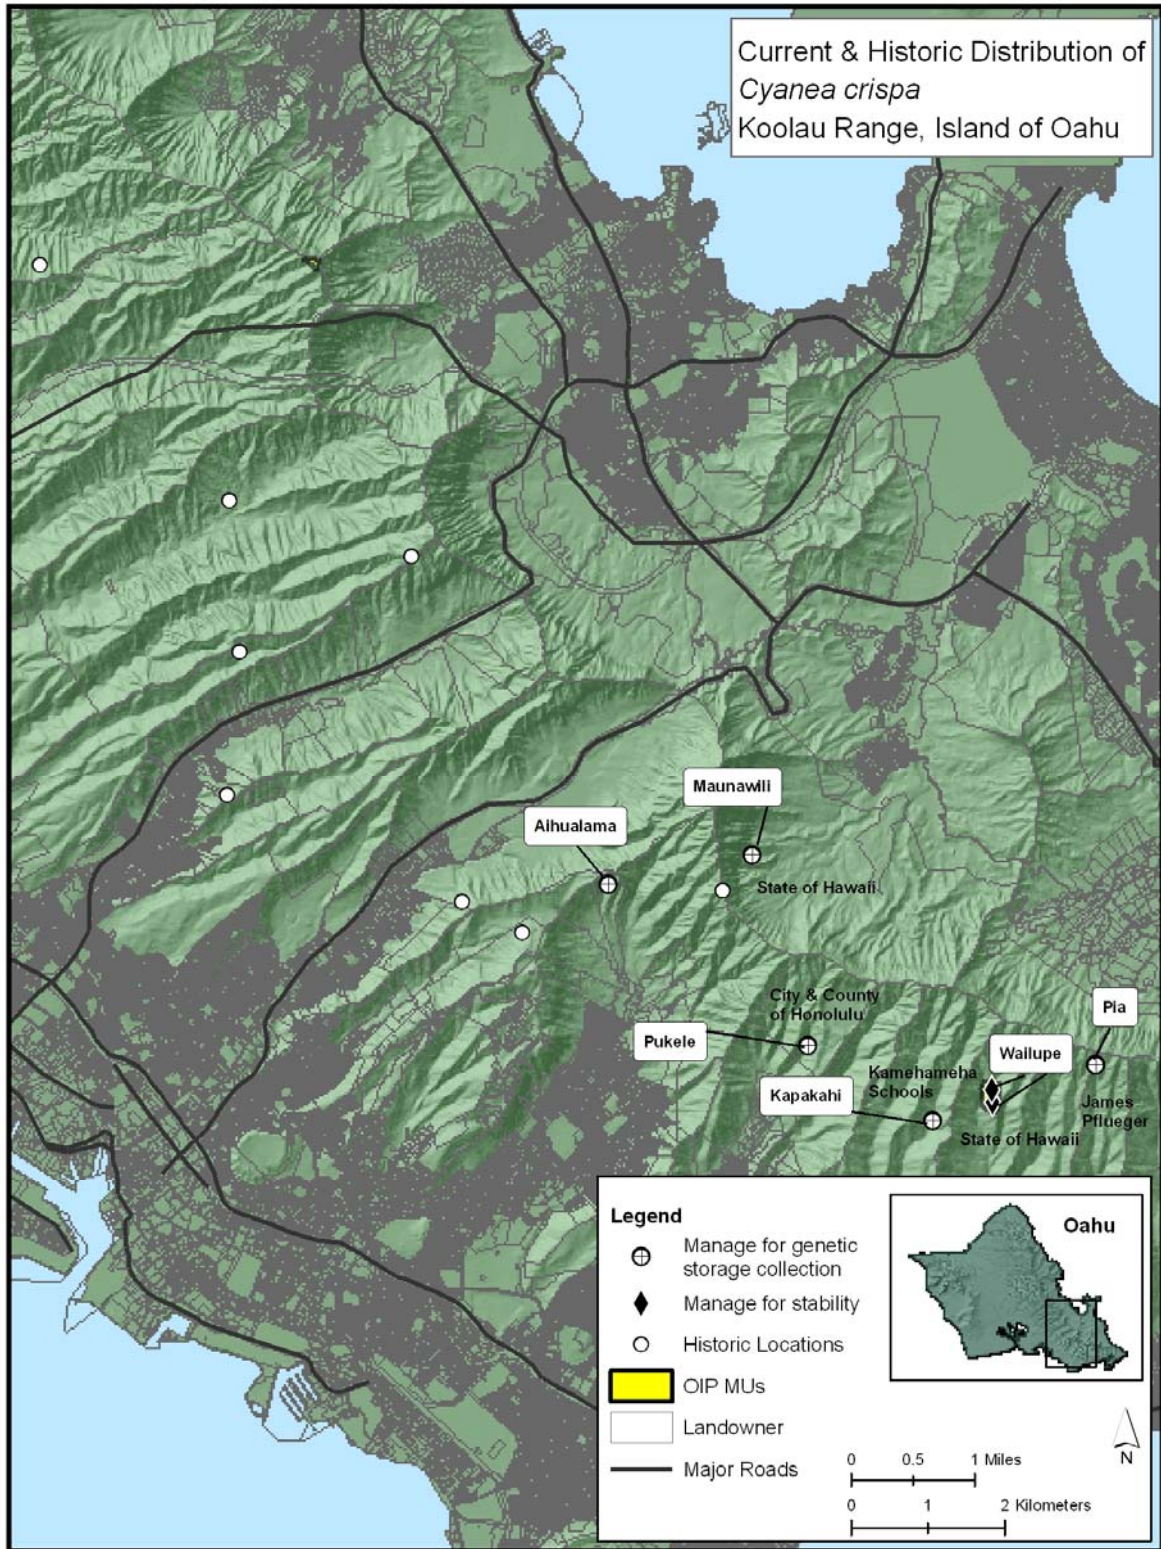 Current & Historic Distribution of
Cyanea crispa
Koolau Range, Island of Oahu
Maunawili
Aihualama
State of Hawaii
City & County
of Honolulu
Pia
Pukele
Wailupe
Kamehameha
Schools
Kapakahi
James
Pflueger
State of Hawaii
Legend
Manage for genetic
storage collection
Manage for stability
Historic Locations
OIP MUs
Landowner
Major Roads
Oahu
N
0 0.5 1 Miles
0 1 2 Kilometers